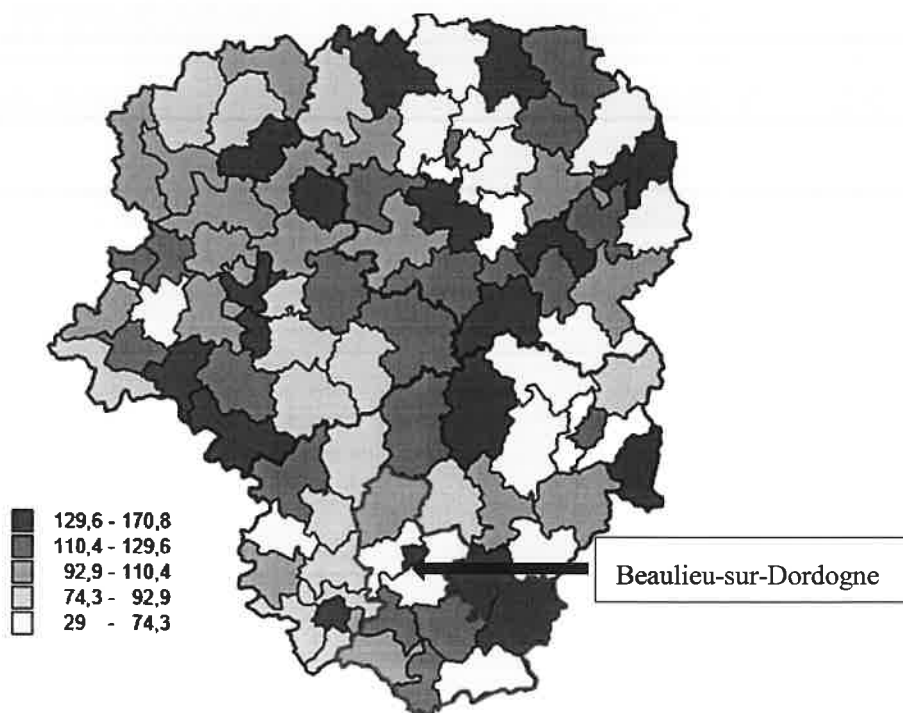 129,6 - 170,8
110,4 - 129,6
92,9 - 110,4
74,3 - 92,9
29 - 74,3
Beaulieu-sur-Dordogne